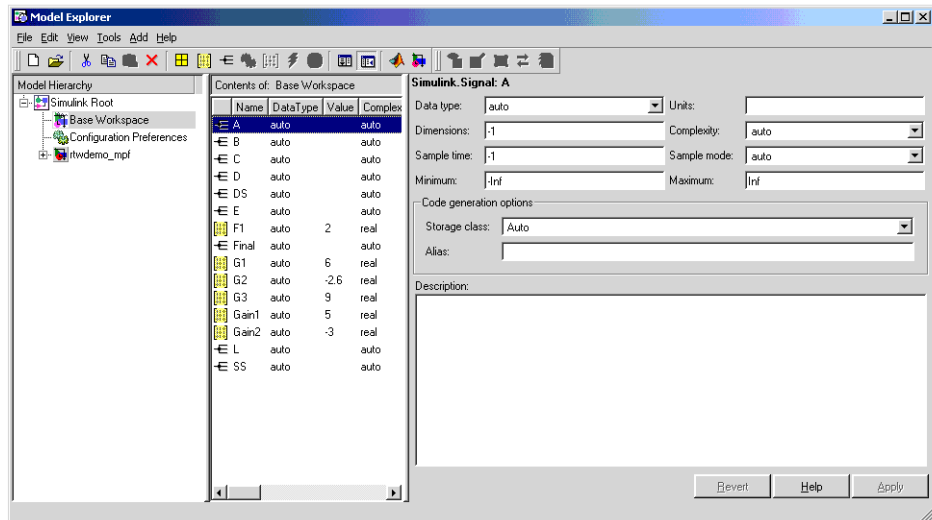 Model Explorer
File Edit View Tools Add Help
Model Hierarchy
Simulink Root
Base Workspace
Configuration Preferences
rtwdemo_mpf
Contents of: Base Workspace
Name DataType Value Complex
A auto auto
B auto auto
C auto auto
D auto auto
DS auto auto
E auto auto
F1 auto 2 real
Final auto auto
G1 auto 6 real
G2 auto -2.6 real
G3 auto 9 real
Gain1 auto 5 real
Gain2 auto -3 real
L auto auto
SS auto auto
Simulink.Signal: A
Data type: auto Units:
Dimensions: -1 Complexity: auto
Sample time: -1 Sample mode: auto
Minimum: -Inf Maximum: Inf
Code generation options
Storage class: Auto
Alias:
Description:
Revert Help Apply